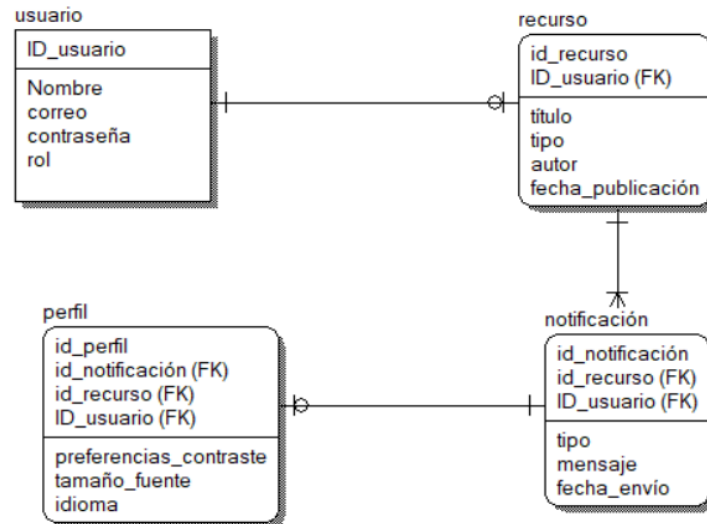 usuario
ID_usuario
Nombre
correo
contraseña
rol
recurso
id_recurso
ID_usuario (FK)
título
tipo
autor
fecha_publicación
perfil
id_perfil
id_notificación (FK)
id_recurso (FK)
ID_usuario (FK)
preferencias_contraste
tamaño_fuente
idioma
notificación
id_notificación
id_recurso (FK)
ID_usuario (FK)
tipo
mensaje
fecha_envío